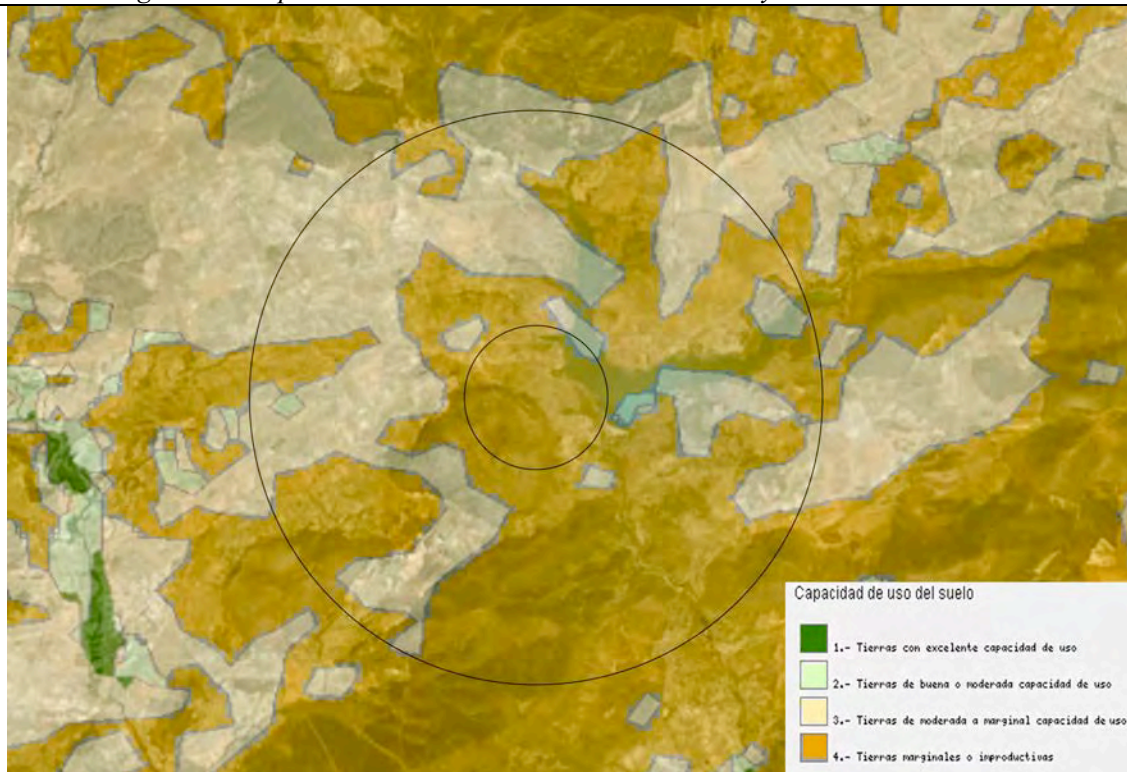 Capacidad de uso del suelo
1.- Tierras con excelente capacidad de uso
2.- Tierras de buena o moderada capacidad de uso
3.- Tierras de moderada a marginal capacidad de uso
4.- Tierras marginales o improductivas